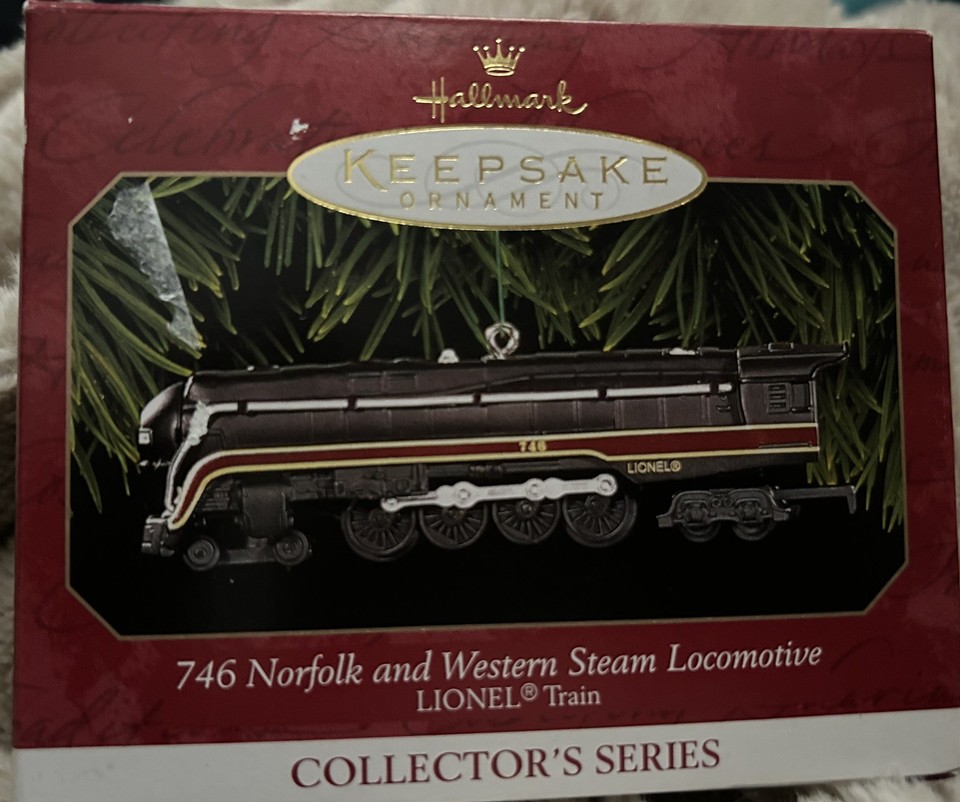 Hallmark
KEEPSAKE
ORNAMENT
746
LIONEL®
746 Norfolk and Western Steam Locomotive
LIONEL® Train
COLLECTOR'S SERIES